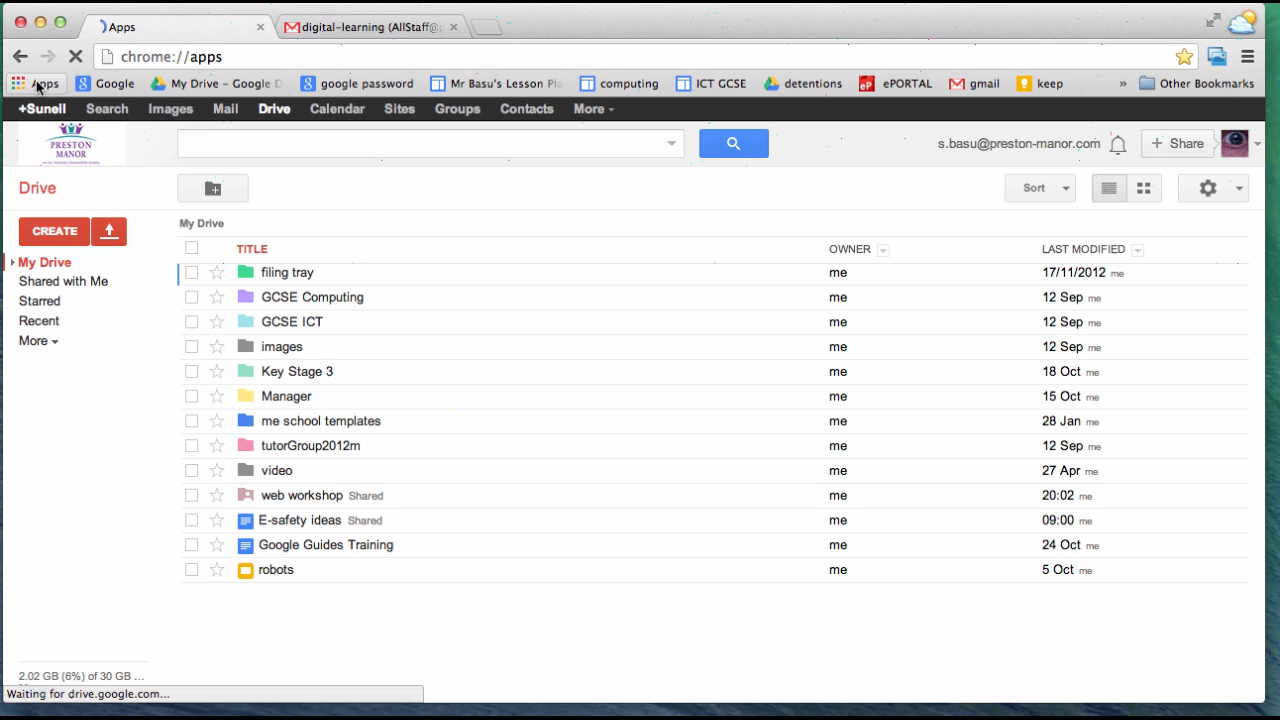 Apps
digital-learning (AllStaff@p
chrome://apps
Apps Google My Drive - Google D google password Mr Basu's Lesson Pla computing ICT GCSE detentions ePORTAL gmail keep » Other Bookmarks
+Sunell Search Images Mail Drive Calendar Sites Groups Contacts More
PRESTON
MANOR
s.basu@preston-manor.com + Share
Drive Sort
CREATE
My Drive
TITLE OWNER LAST MODIFIED
My Drive
Shared with Me
Starred
Recent
More
filing tray me 17/11/2012 me
GCSE Computing me 12 Sep me
GCSE ICT me 12 Sep me
images me 12 Sep me
Key Stage 3 me 18 Oct me
Manager me 15 Oct me
me school templates me 28 Jan me
tutorGroup2012m me 12 Sep me
video me 27 Apr me
web workshop Shared me 20:02 me
E-safety ideas Shared me 09:00 me
Google Guides Training me 24 Oct me
robots me 5 Oct me
2.02 GB (6%) of 30 GB ...
Waiting for drive.google.com...